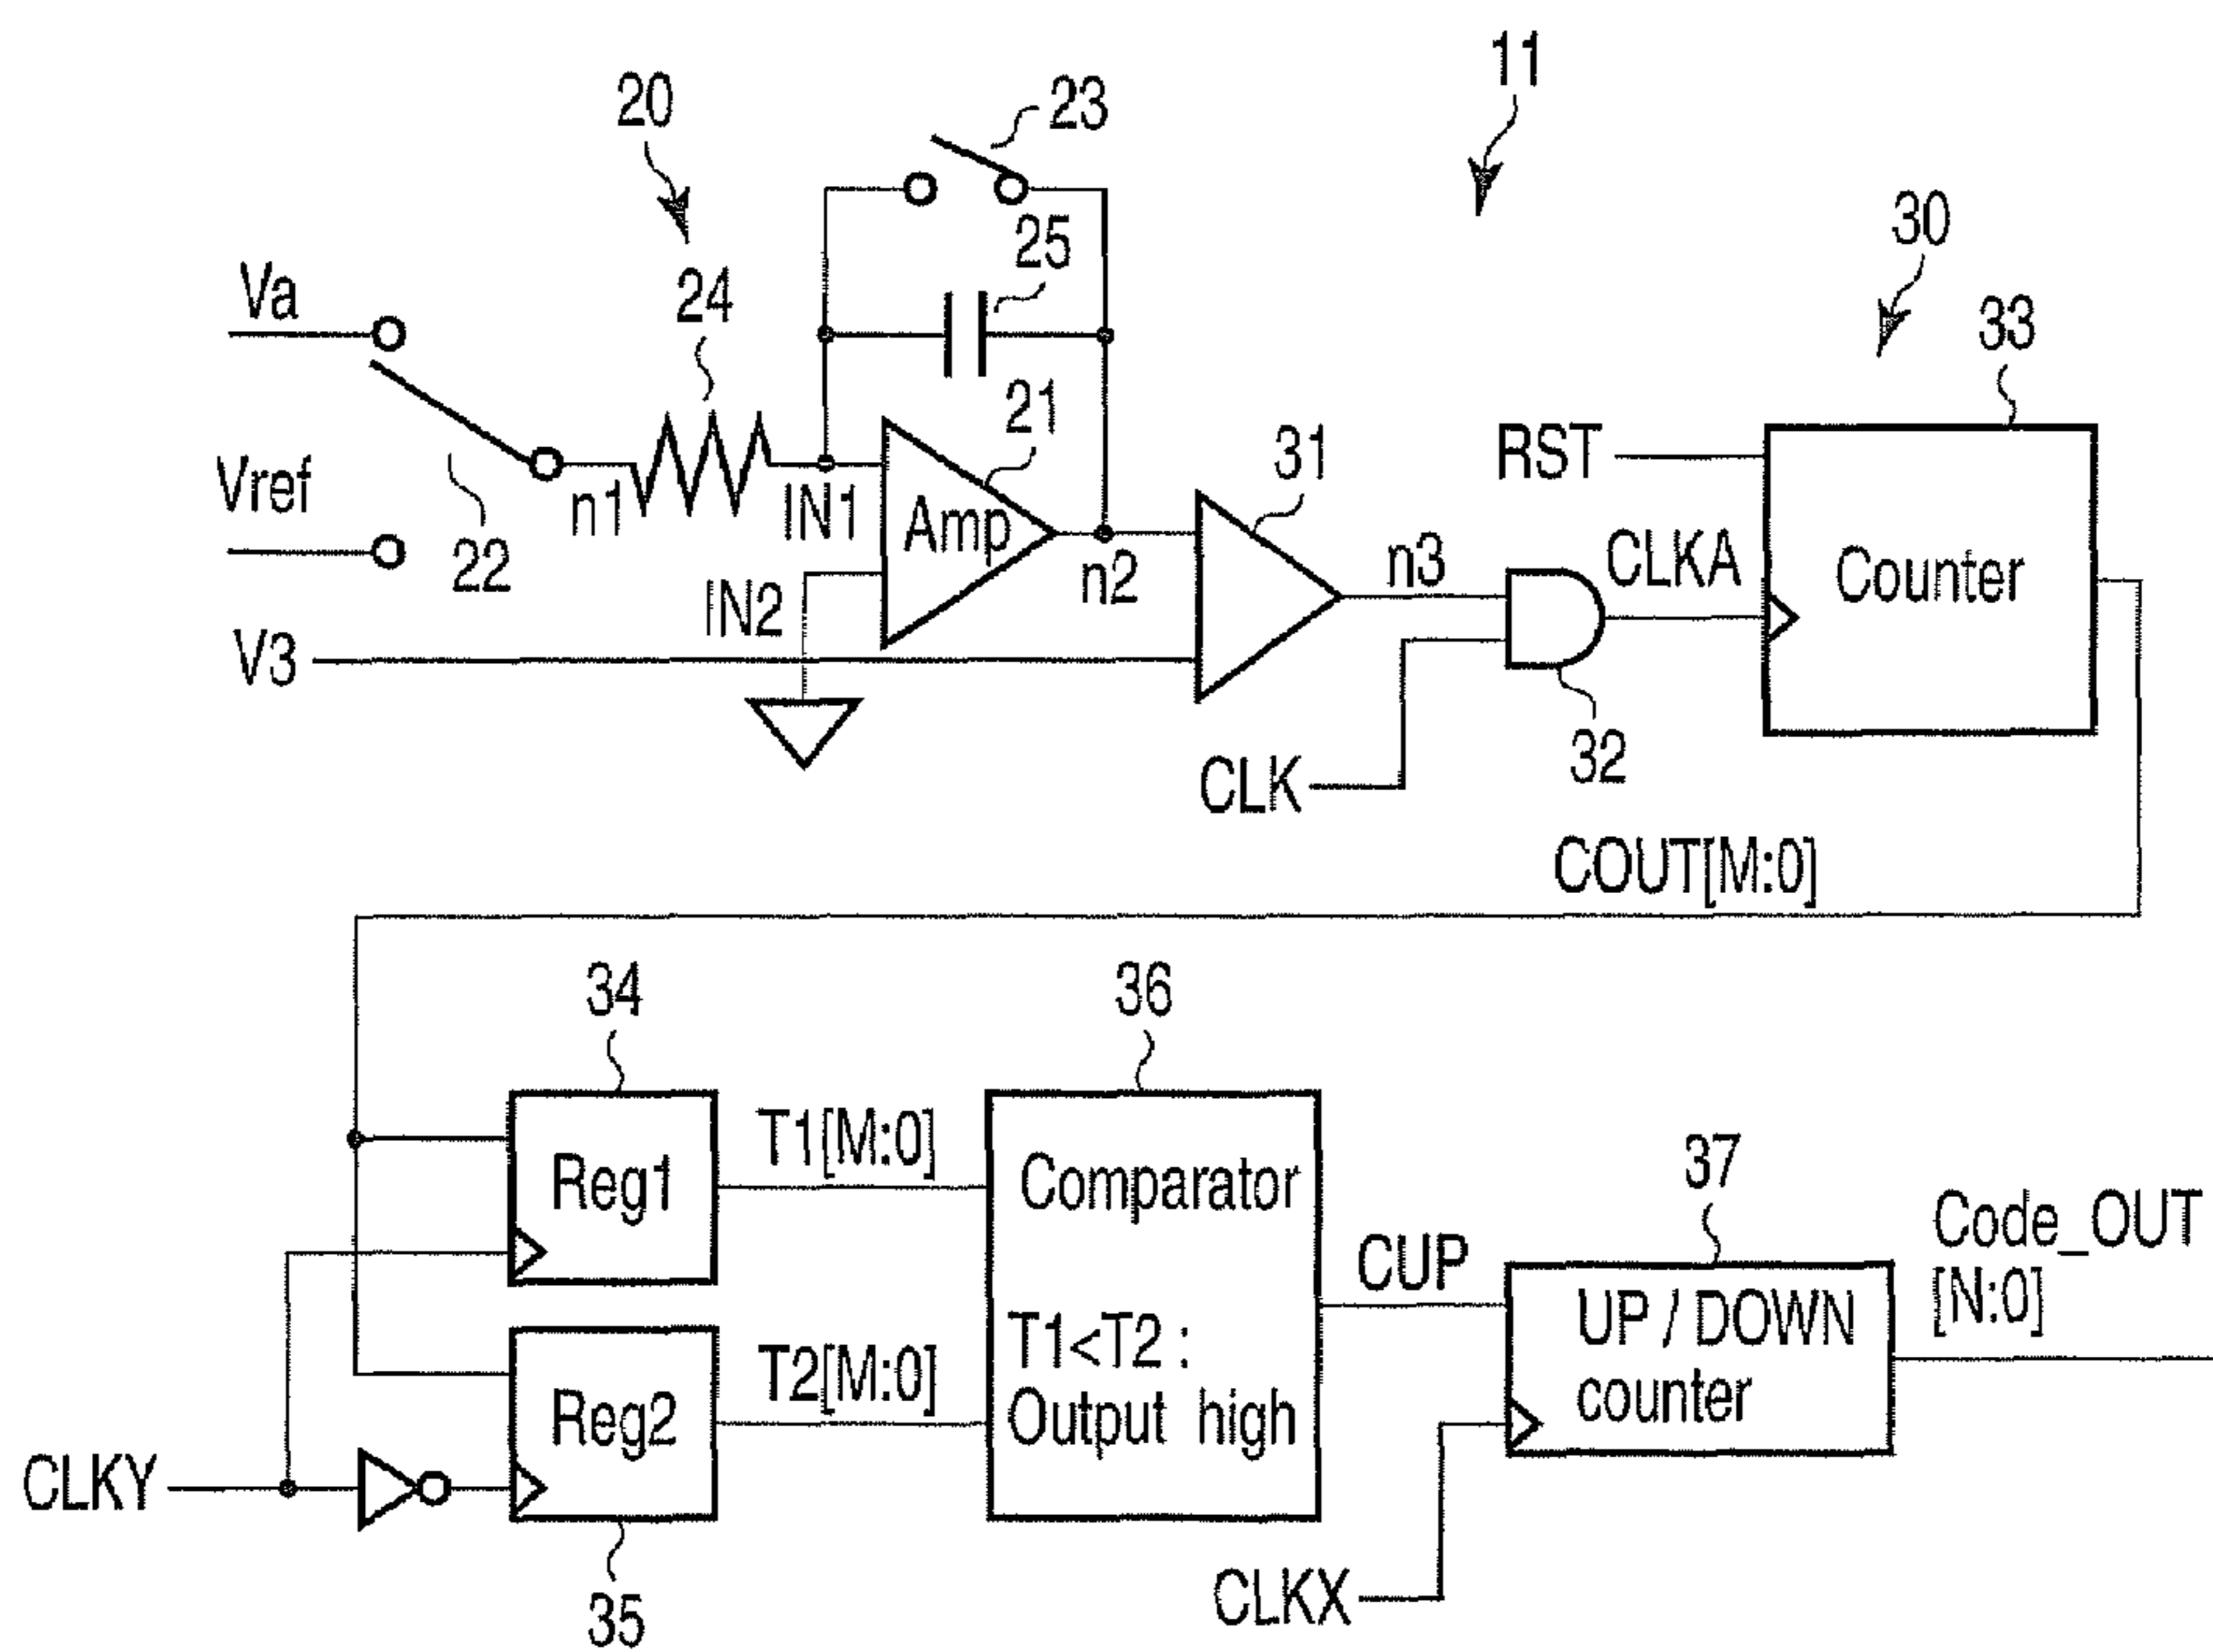 11
20
23
30
Va
24
25
33
21
Vref
22
n1
IN1
Amp
31
RST
n3
CLKA
Counter
IN2
n2
V3
32
CLK
COUT[M:0]
34
36
Reg1
T1[M:0]
Comparator
37
Code_OUT
[N:0]
CUP
UP / DOWN
counter
T1<T2 :
Output high
Reg2
T2[M:0]
CLKY
CLKX
35